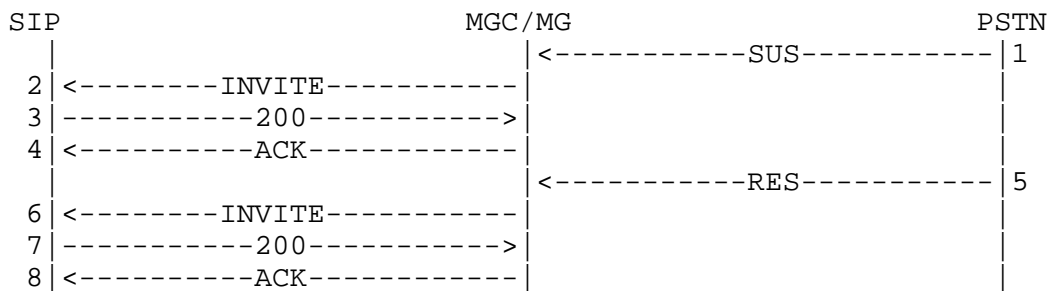 SIP                       MGC/MG                       PSTN
  |                          |<-----------SUS-----------|1
 2|<--------INVITE-----------|                          |
 3|-----------200----------->|                          |
 4|<----------ACK------------|                          |
  |                          |<-----------RES-----------|5
 6|<--------INVITE-----------|                          |
 7|-----------200----------->|                          |
 8|<----------ACK------------|                          |